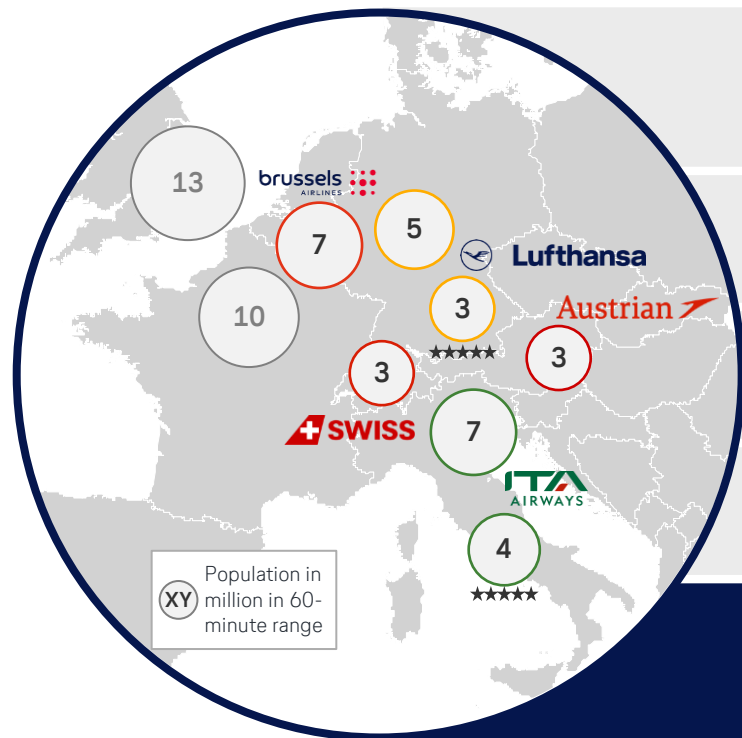 13
brussels
AIRLINES
7
5
Lufthansa
10
3
★★★★★
Austrian
3
3
SWISS
7
ITA
AIRWAYS
4
★★★★★
XY
Population in
million in 60-
minute range